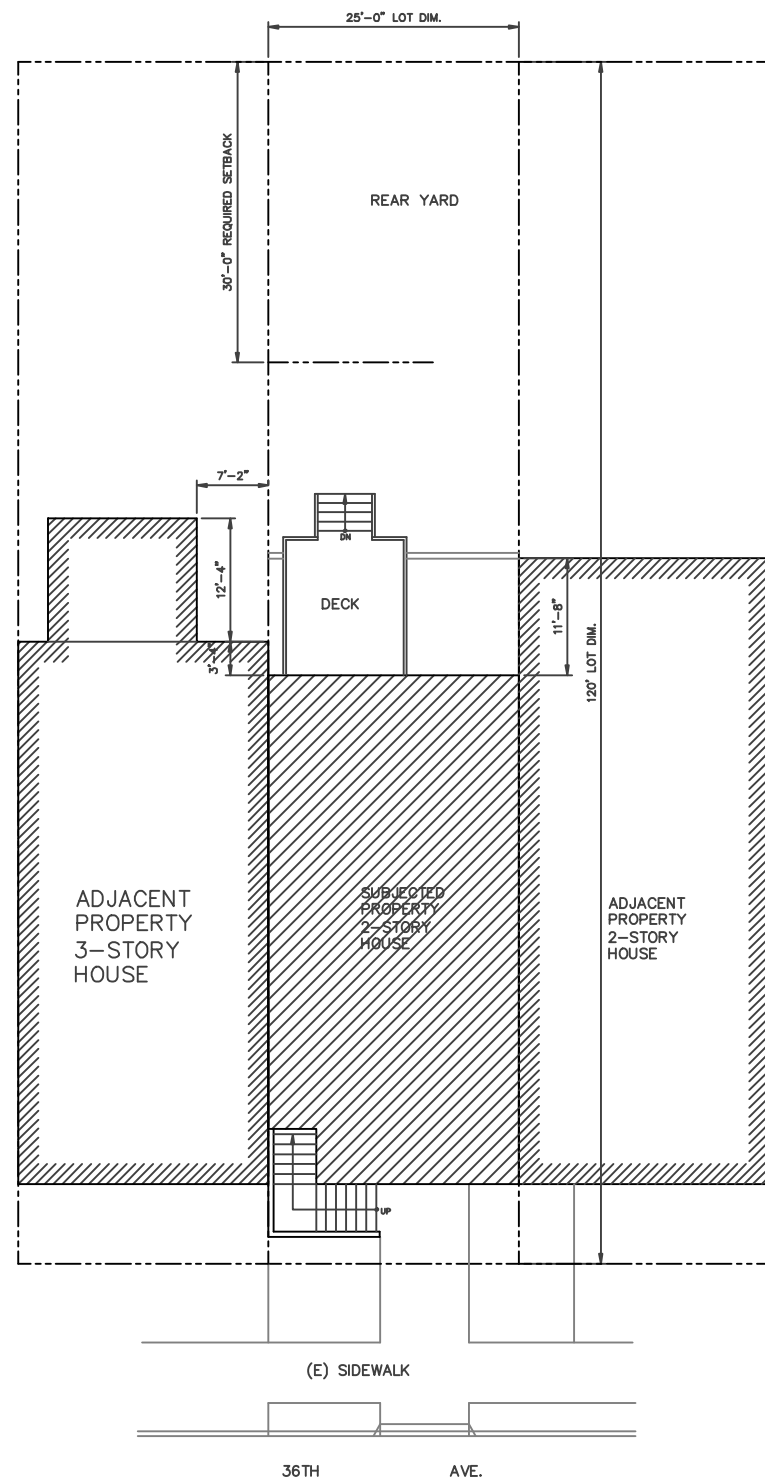 25'-0" LOT DIM.
30'-0" REQUIRED SETBACK
REAR YARD
7'-2"
12'-4"
DN
DECK
11'-8"
3'-4"
120' LOT DIM.
ADJACENT
PROPERTY
3-STORY
HOUSE
SUBJECTED
PROPERTY
2-STORY
HOUSE
ADJACENT
PROPERTY
2-STORY
HOUSE
UP
(E) SIDEWALK
36TH AVE.